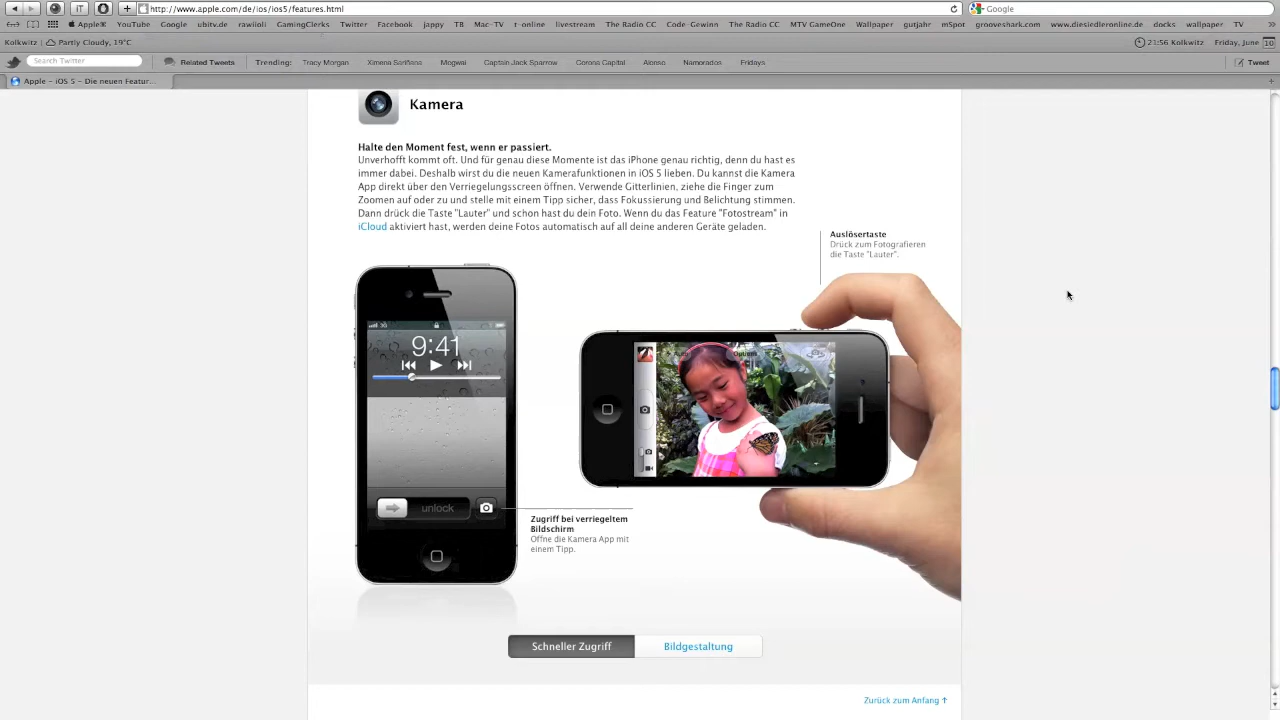 http://www.apple.com/de/ios/ios5/features.html
Google
Apple YouTube Google ubitv.de rawiioli GamingClerks Twitter Facebook jappy TB Mac-TV t-online livestream The Radio CC Code-Gewinn The Radio CC MTV GameOne Wallpaper gutjahr mSpot grooveshark.com www.diesiedleronline.de docks wallpaper TV
Kolkwitz Partly Cloudy, 19°C
21:56 Kolkwitz Friday, June 10
Search Twitter Related Tweets Trending: Tracy Morgan Ximena Sariñana Mogwai Captain Jack Sparrow Corona Capital Alonso Namorados Fridays Tweet
Apple – iOS 5 – Die neuen Featur...
Kamera
Halte den Moment fest, wenn er passiert.
Unverhofft kommt oft. Und für genau diese Momente ist das iPhone genau richtig, denn du hast es
immer dabei. Deshalb wirst du die neuen Kamerafunktionen in iOS 5 lieben. Du kannst die Kamera
App direkt über den Verriegelungsscreen öffnen. Verwende Gitterlinien, ziehe die Finger zum
Zoomen auf oder zu und stelle mit einem Tipp sicher, dass Fokussierung und Belichtung stimmen.
Dann drück die Taste "Lauter" und schon hast du dein Foto. Wenn du das Feature "Fotostream" in
iCloud aktiviert hast, werden deine Fotos automatisch auf all deine anderen Geräte geladen.
Auslösertaste
Drück zum Fotografieren
die Taste "Lauter".
3G
9:41
Auto Options
unlock
Zugriff bei verriegeltem
Bildschirm
Öffne die Kamera App mit
einem Tipp.
Schneller Zugriff Bildgestaltung
Zurück zum Anfang ↑